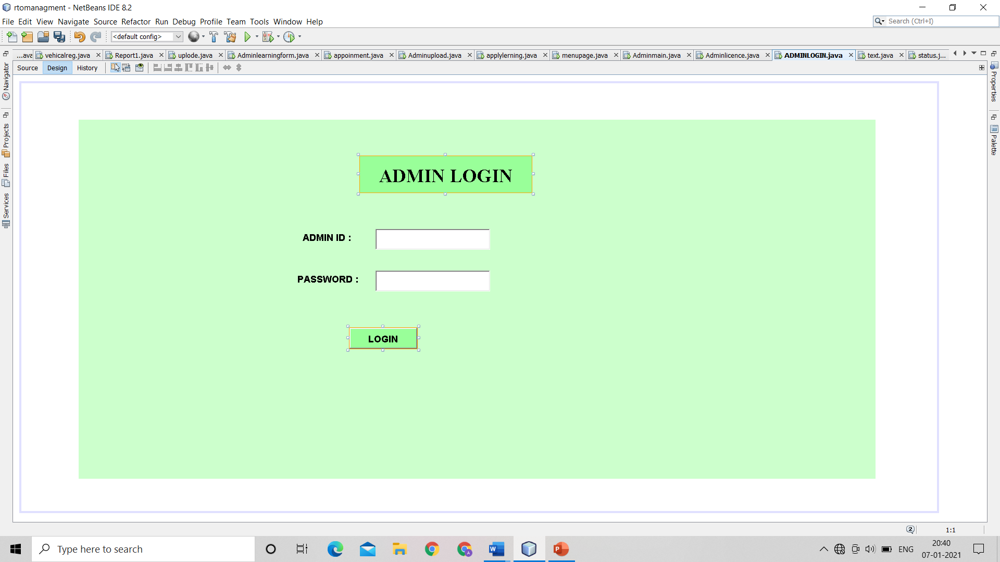 rtomanagment - NetBeans IDE 8.2
File Edit View Navigate Source Refactor Run Debug Profile Team Tools Window Help
Search (Ctrl+I)
<default config>
...ava vehicalreg.java Report1.java uplode.java Adminlearningform.java appoinment.java Adminupload.java applylerning.java menupage.java Adminmain.java Adminlicence.java ADMINLOGIN.java text.java status.j...
Source Design History
Navigator
Projects
Files
Services
Properties
Palette
ADMIN LOGIN
ADMIN ID :
PASSWORD :
LOGIN
2
1:1
Type here to search
ENG
20:40
07-01-2021